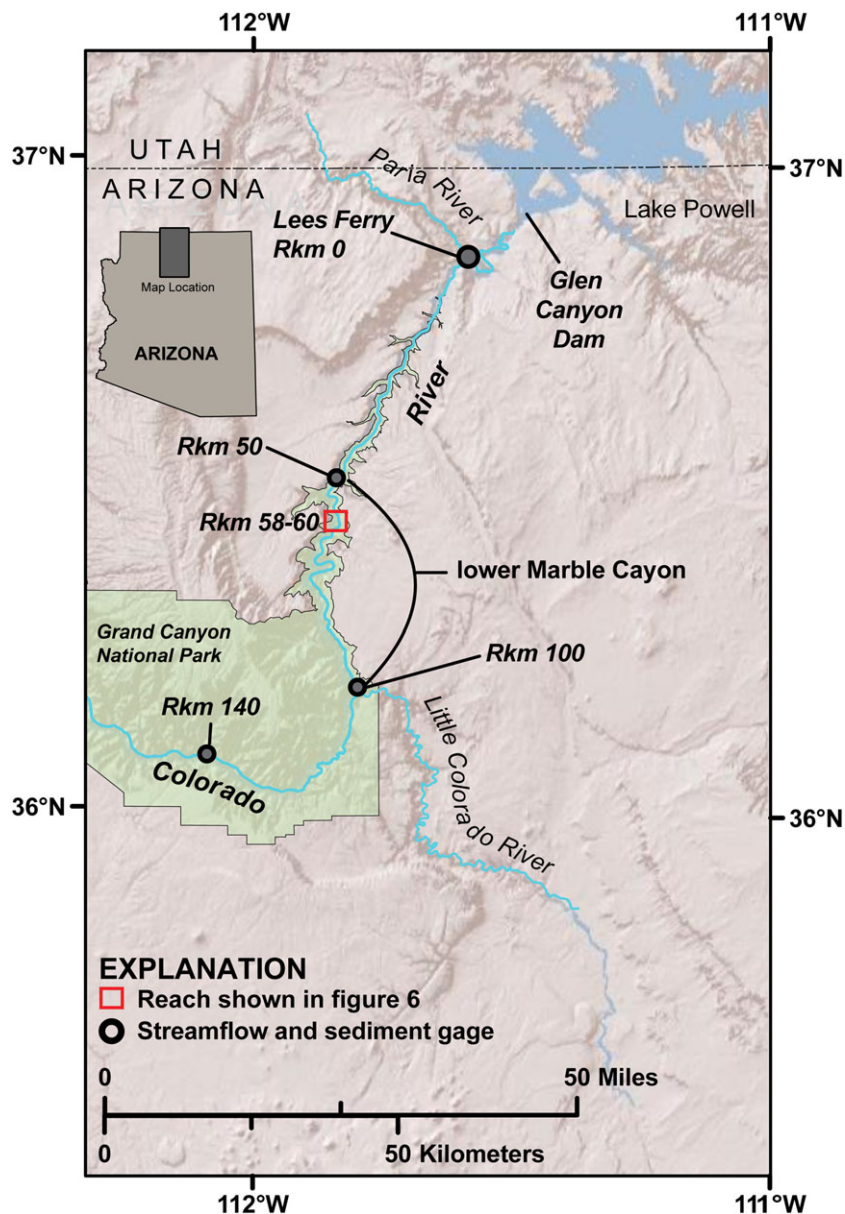 112°W
111°W
37°N
37°N
UTAH
ARIZONA
Paria River
Lees Ferry
Rkm 0
Lake Powell
Glen
Canyon
Dam
Map Location
ARIZONA
River
Rkm 50
Rkm 58-60
lower Marble Cayon
Grand Canyon
National Park
Rkm 100
Rkm 140
Colorado
Little Colorado River
36°N
36°N
EXPLANATION
Reach shown in figure 6
Streamflow and sediment gage
0
50 Miles
0
50 Kilometers
112°W
111°W